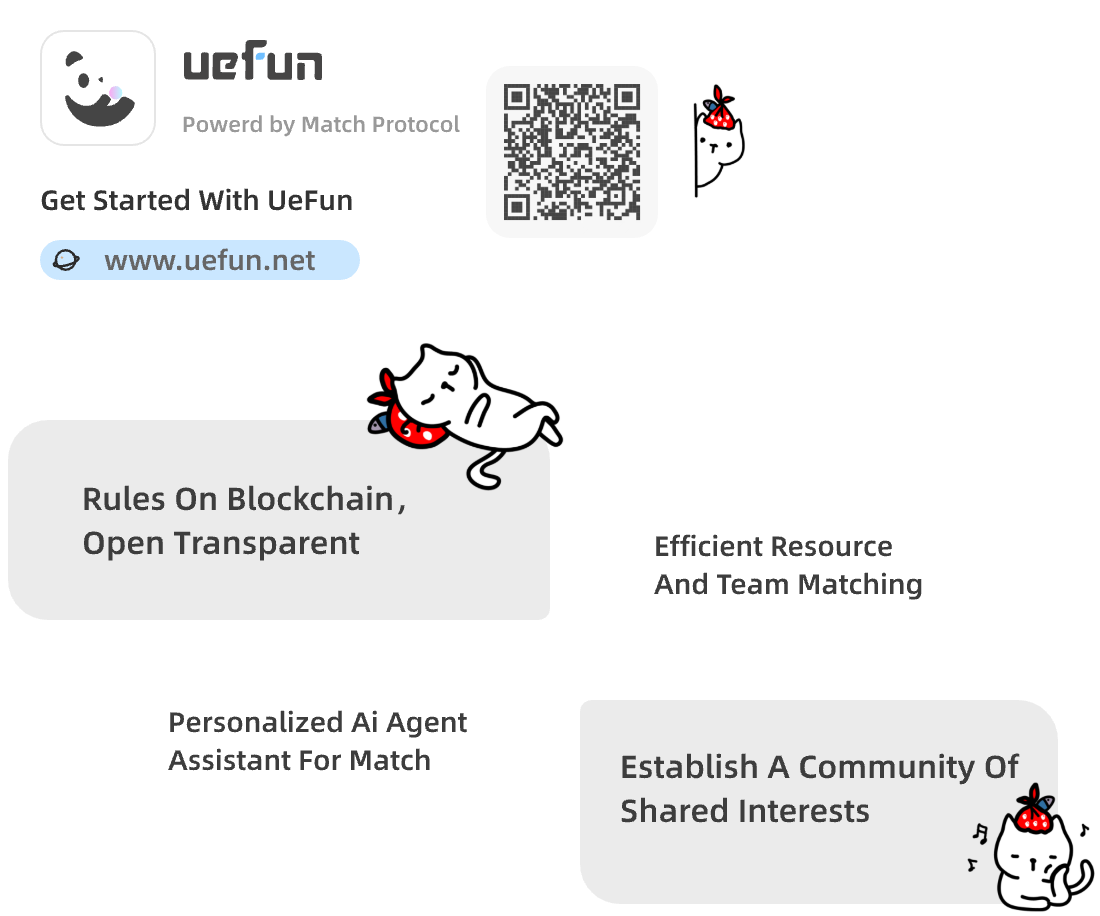 uefun
Powerd by Match Protocol
Get Started With UeFun
www.uefun.net
Rules On Blockchain,
Open Transparent
Efficient Resource
And Team Matching
Personalized Ai Agent
Assistant For Match
Establish A Community Of
Shared Interests